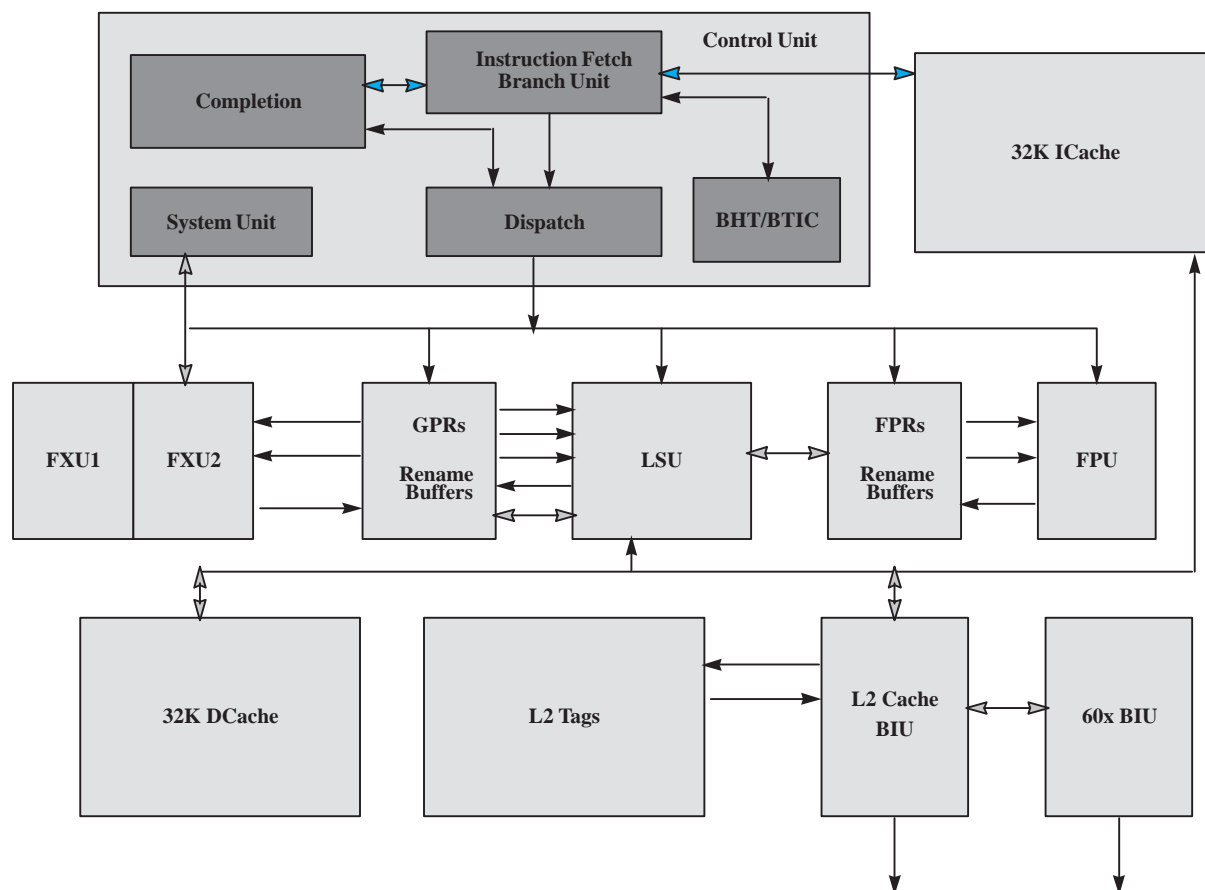 Control Unit
Instruction Fetch
Branch Unit
Completion
32K ICache
System Unit
Dispatch
BHT/BTIC
FXU1
FXU2
GPRs
Rename
Buffers
LSU
FPRs
Rename
Buffers
FPU
32K DCache
L2 Tags
L2 Cache
BIU
60x BIU